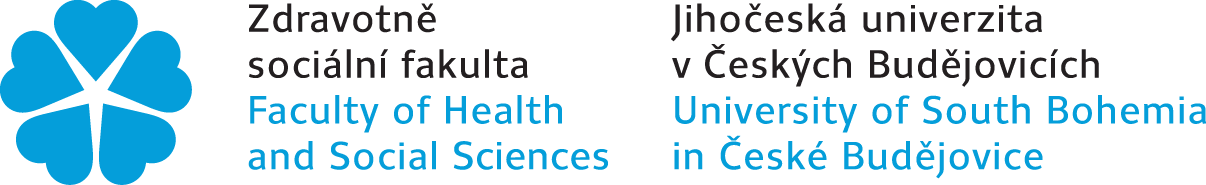 Zdravotně
sociální fakulta
Faculty of Health
and Social Sciences
Jihočeská univerzita
v Českých Budějovicích
University of South Bohemia
in České Budějovice